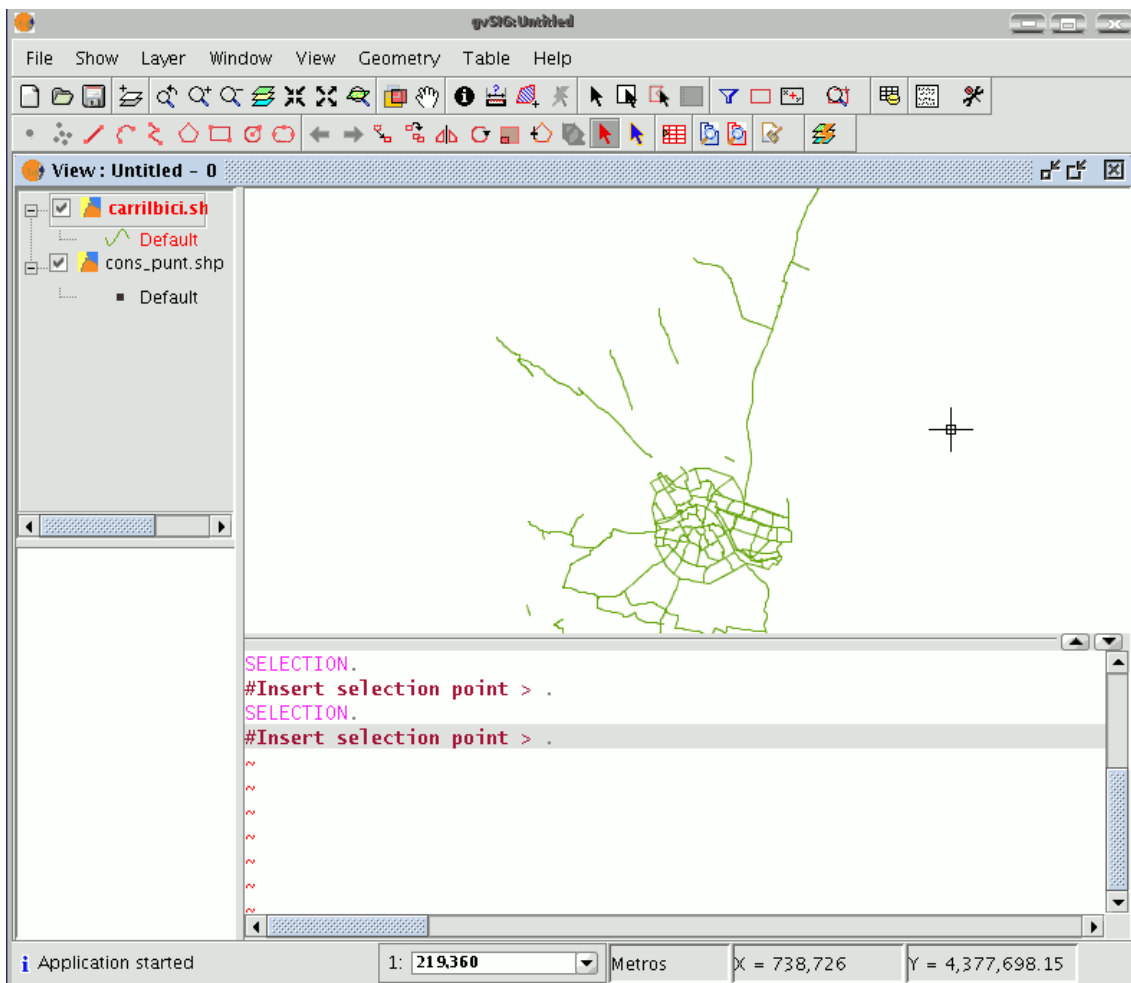 gvSIG:Untitled
File Show Layer Window View Geometry Table Help
View : Untitled - 0
carrilbici.sh
Default
cons_punt.shp
Default
SELECTION.
#Insert selection point > .
SELECTION.
#Insert selection point > .
~
~
~
~
~
~
~
i Application started
1: 219,360
Metros
X = 738,726
Y = 4,377,698.15